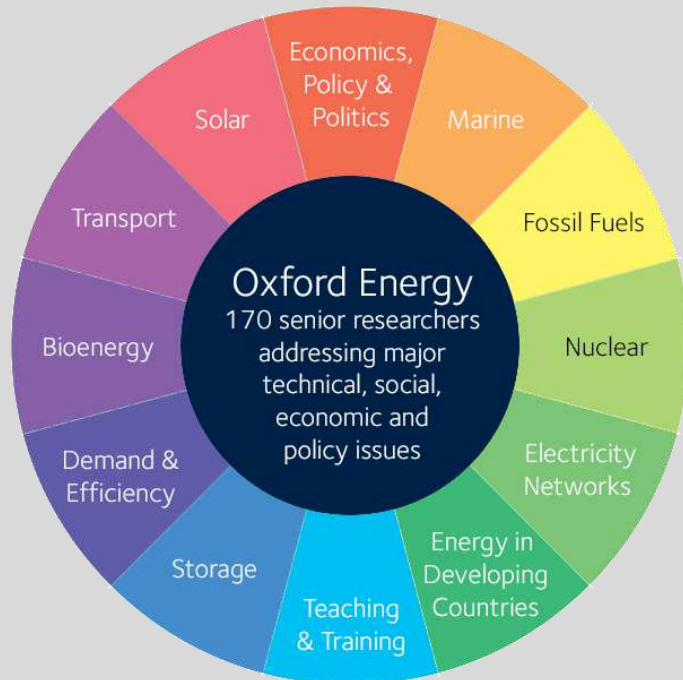 Economics,
Policy &
Politics
Marine
Fossil Fuels
Nuclear
Electricity
Networks
Energy in
Developing
Countries
Teaching
& Training
Storage
Demand &
Efficiency
Bioenergy
Transport
Solar
Oxford Energy
170 senior researchers
addressing major
technical, social,
economic and
policy issues